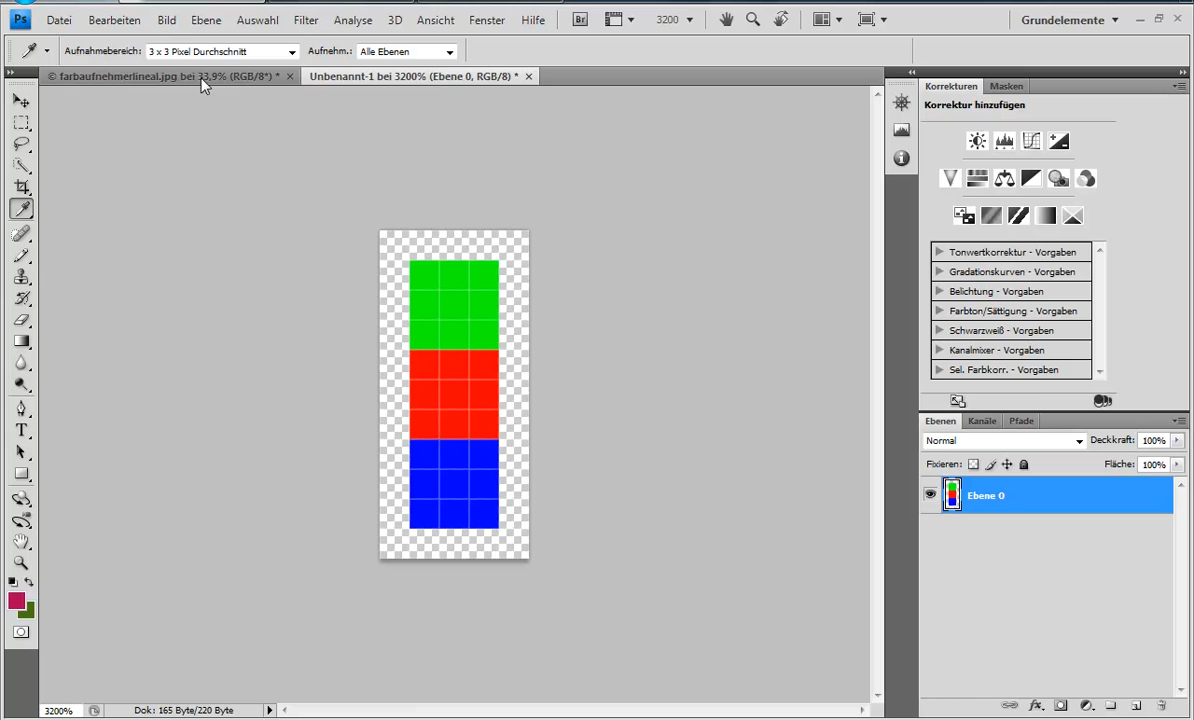 Ps Datei Bearbeiten Bild Ebene Auswahl Filter Analyse 3D Ansicht Fenster Hilfe Br 3200 Grundelemente
Aufnahmebereich: 3 x 3 Pixel Durchschnitt Aufnehm.: Alle Ebenen
© farbaufnehmerlineal.jpg bei 33,9% (RGB/8*) * Unbenannt-1 bei 3200% (Ebene 0, RGB/8) *
Korrekturen Masken
Korrektur hinzufügen
Tonwertkorrektur - Vorgaben
Gradationskurven - Vorgaben
Belichtung - Vorgaben
Farbton/Sättigung - Vorgaben
Schwarzweiß - Vorgaben
Kanalmixer - Vorgaben
Sel. Farbkorr. - Vorgaben
Ebenen Kanäle Pfade
Normal Deckkraft: 100%
Fixieren: Fläche: 100%
Ebene 0
3200% Dok: 165 Byte/220 Byte